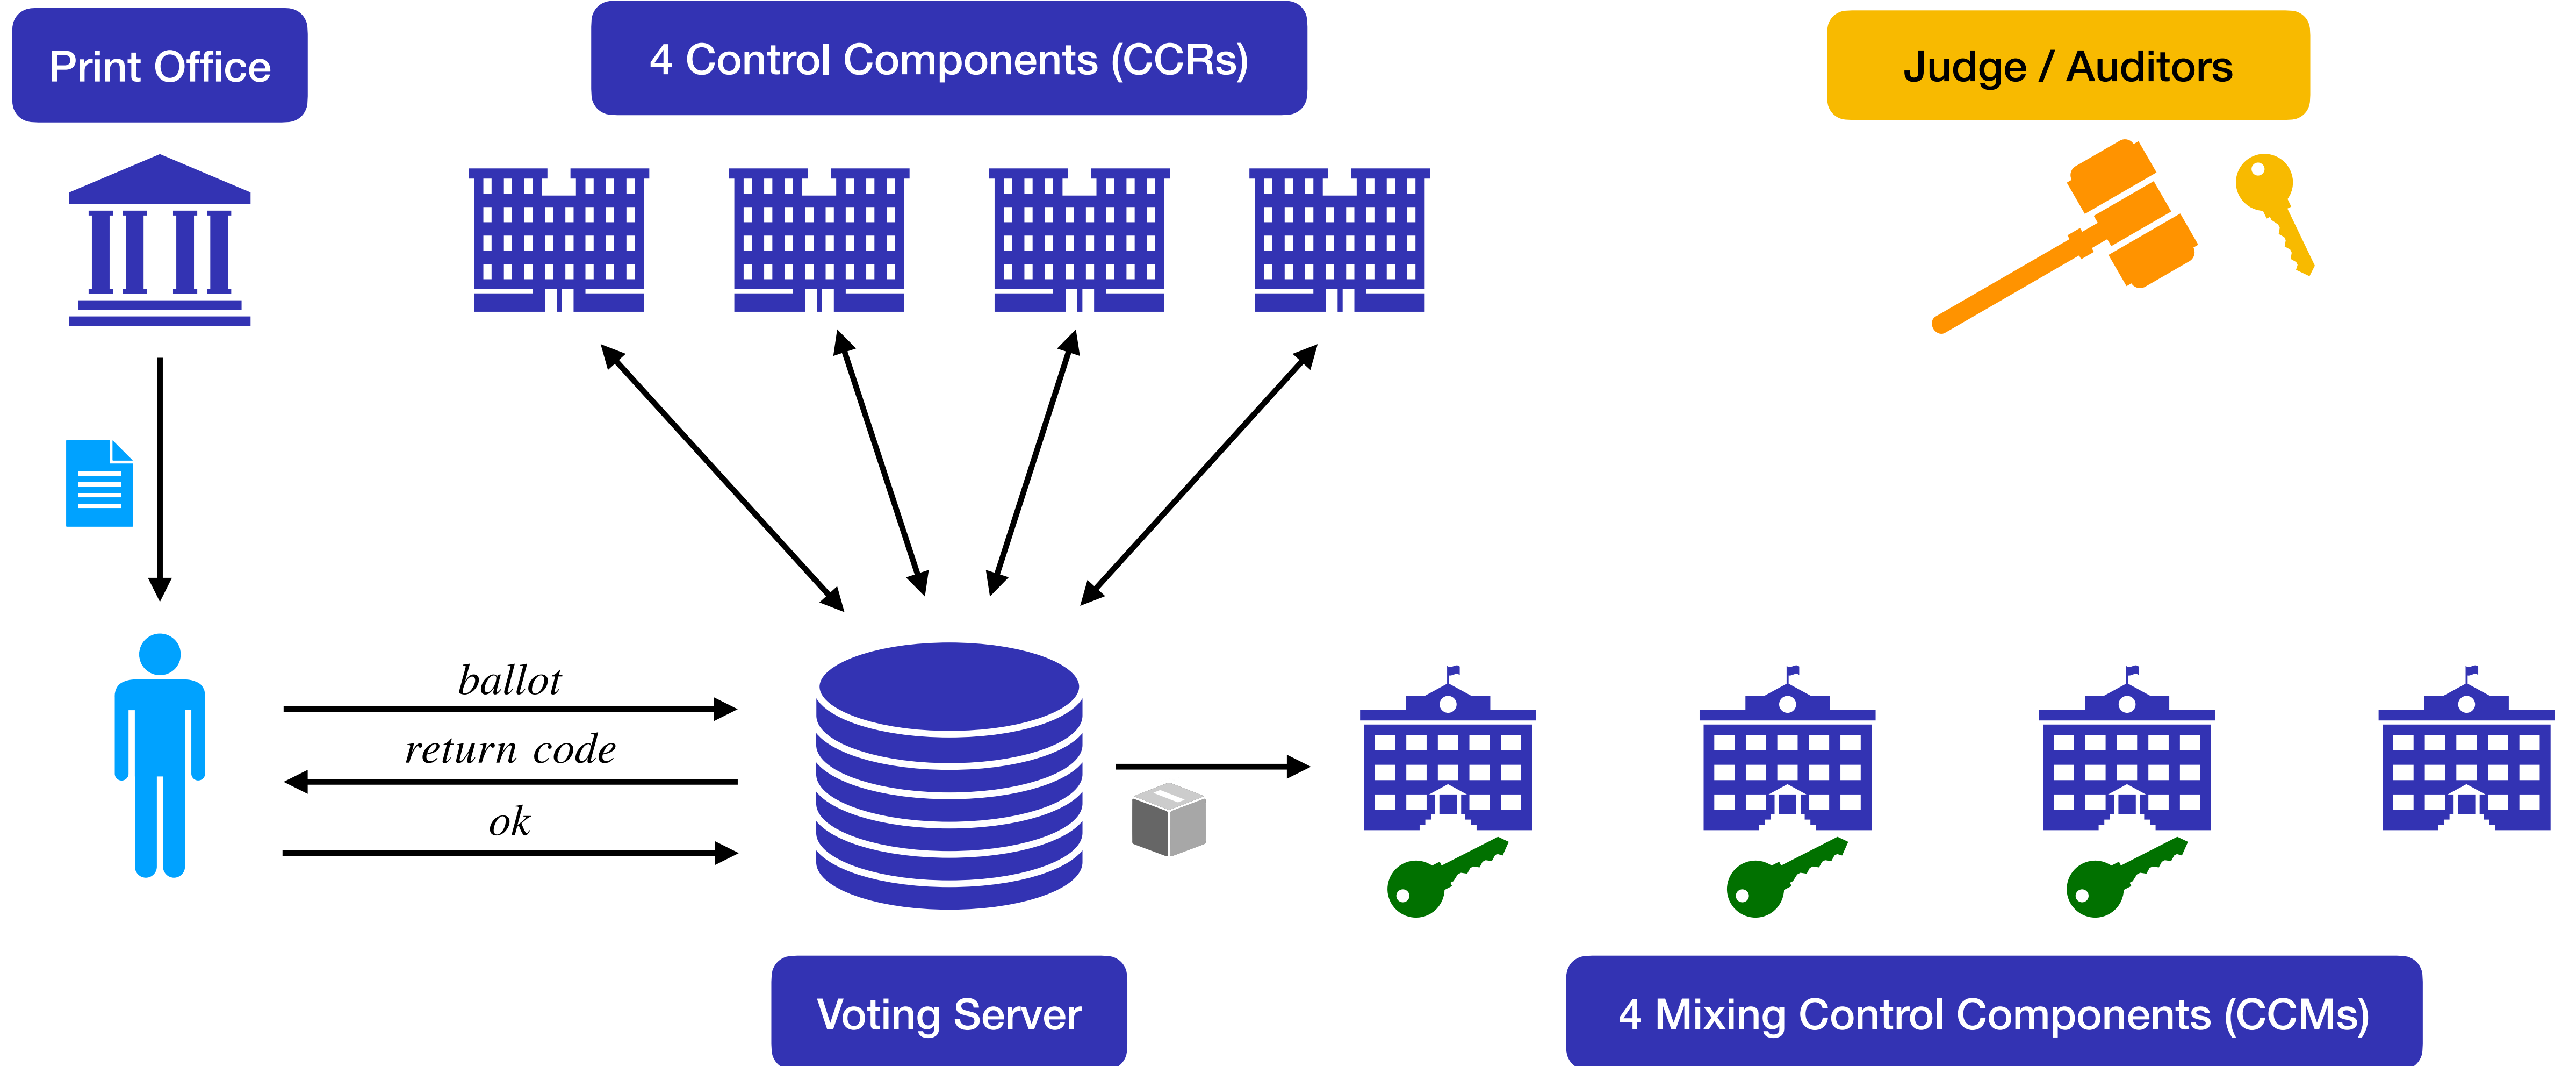 Print Office
4 Control Components (CCRs)
Judge / Auditors
ballot
return code
ok
Voting Server
4 Mixing Control Components (CCMs)